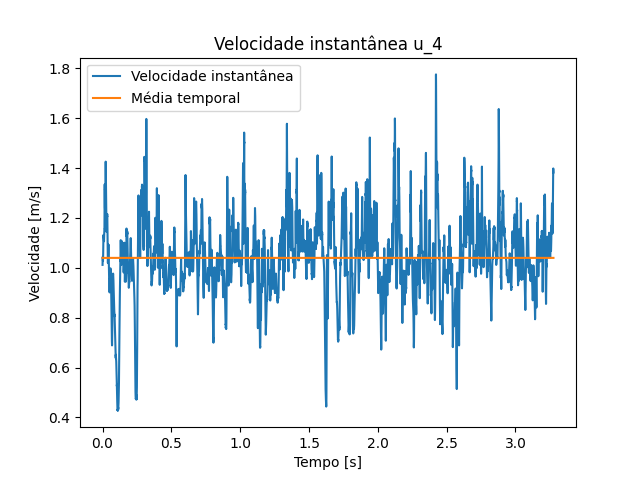 Velocidade instantânea u_4
Velocidade instantânea
Média temporal
Velocidade [m/s]
1.8
1.6
1.4
1.2
1.0
0.8
0.6
0.4
0.0 0.5 1.0 1.5 2.0 2.5 3.0
Tempo [s]